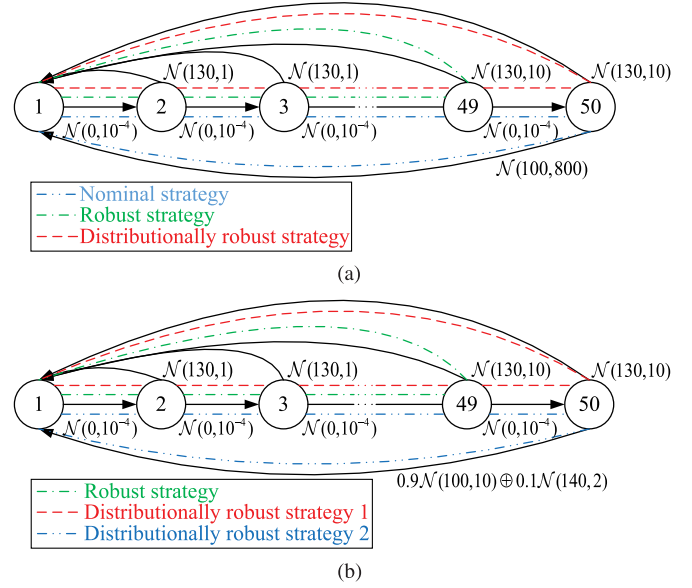 𝒩(130,1) 𝒩(130,1) 𝒩(130,10) 𝒩(130,10)
1 2 3 49 50
𝒩(0,10⁻⁴) 𝒩(0,10⁻⁴) 𝒩(0,10⁻⁴) 𝒩(0,10⁻⁴)
𝒩(100,800)
Nominal strategy
Robust strategy
Distributionally robust strategy
(a)
𝒩(130,1) 𝒩(130,1) 𝒩(130,10) 𝒩(130,10)
1 2 3 49 50
𝒩(0,10⁻⁴) 𝒩(0,10⁻⁴) 𝒩(0,10⁻⁴) 𝒩(0,10⁻⁴)
0.9𝒩(100,10)⊕0.1𝒩(140,2)
Robust strategy
Distributionally robust strategy 1
Distributionally robust strategy 2
(b)